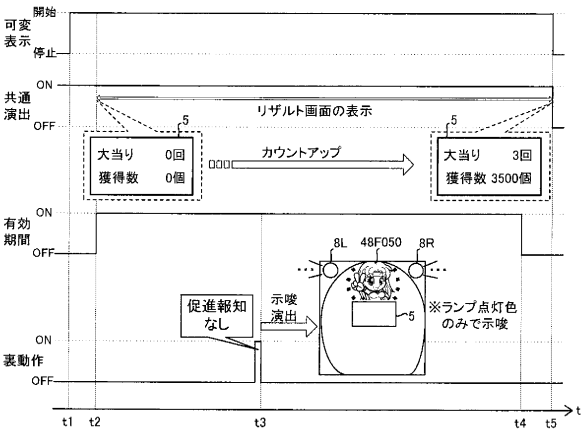 開始
可変
表示
停止
ON
共通
演出
OFF
リザルト画面の表示
5
大当り 0回
獲得数 0個
カウントアップ
5
大当り 3回
獲得数 3500個
ON
有効
期間
OFF
8L 48F050 8R
促進報知
なし
示唆
演出
5
※ランプ点灯色
のみで示唆
ON
裏動作
OFF
t1 t2 t3 t4 t5 t